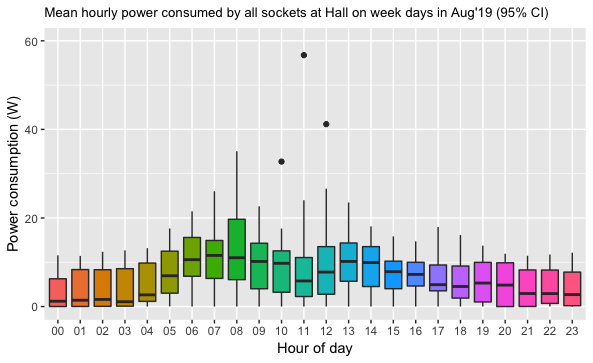 Mean hourly power consumed by all sockets at Hall on week days in Aug'19 (95% CI)
Power consumption (W)
60
40
20
0
00 01 02 03 04 05 06 07 08 09 10 11 12 13 14 15 16 17 18 19 20 21 22 23
Hour of day